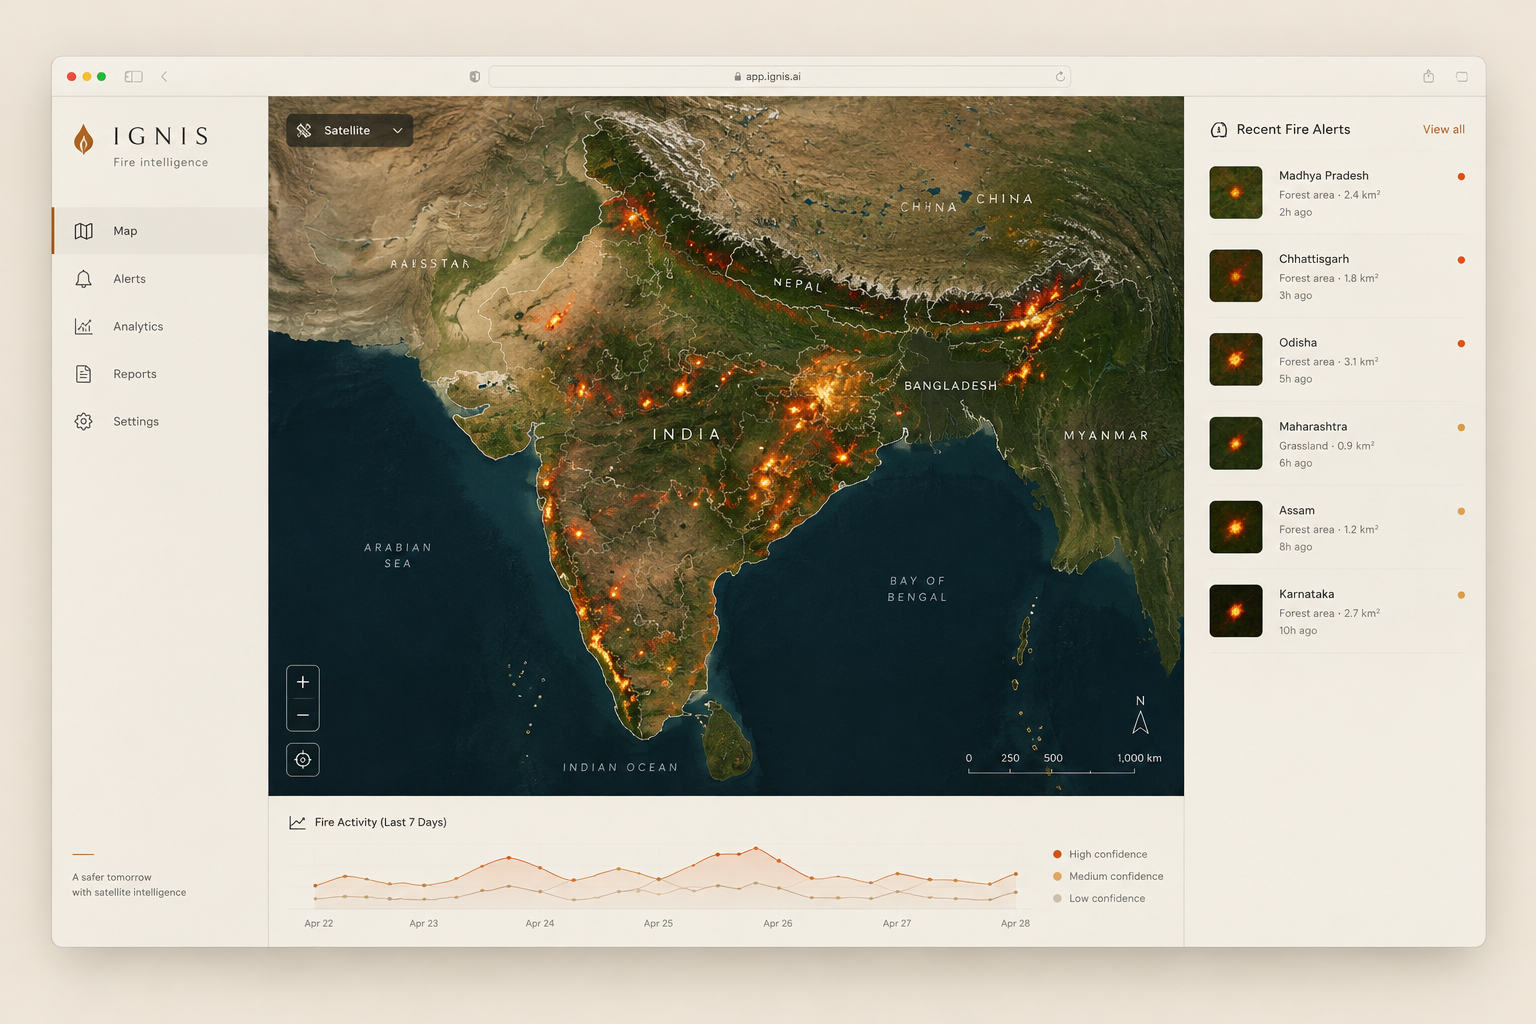 app.ignis.ai
IGNIS
Fire intelligence
Map
Alerts
Analytics
Reports
Settings
A safer tomorrow
with satellite intelligence
Satellite
CHINA
NEPAL
BANGLADESH
INDIA
MYANMAR
ARABIAN
SEA
BAY OF
BENGAL
INDIAN OCEAN
N
0 250 500 1,000 km
Fire Activity (Last 7 Days)
High confidence
Medium confidence
Low confidence
Apr 22 Apr 23 Apr 24 Apr 25 Apr 26 Apr 27 Apr 28
Recent Fire Alerts
View all
Madhya Pradesh
Forest area · 2.4 km²
2h ago
Chhattisgarh
Forest area · 1.8 km²
3h ago
Odisha
Forest area · 3.1 km²
5h ago
Maharashtra
Grassland · 0.9 km²
6h ago
Assam
Forest area · 1.2 km²
8h ago
Karnataka
Forest area · 2.7 km²
10h ago